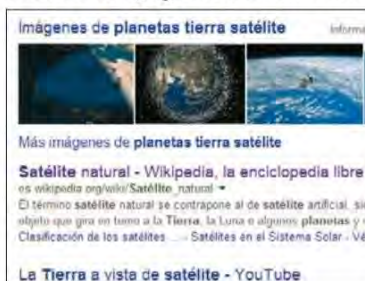 Imágenes de planetas tierra satélite Informa
Más imágenes de planetas tierra satélite
Satélite natural - Wikipedia, la enciclopedia libre
es.wikipedia.org/wiki/Satélite_natural
El término satélite natural se contrapone al de satélite artificial, si
objeto que gira en torno a la Tierra, la Luna o algunos planetas y
Clasificación de los satélites - Satélites en el Sistema Solar - Vé
La Tierra a vista de satélite - YouTube